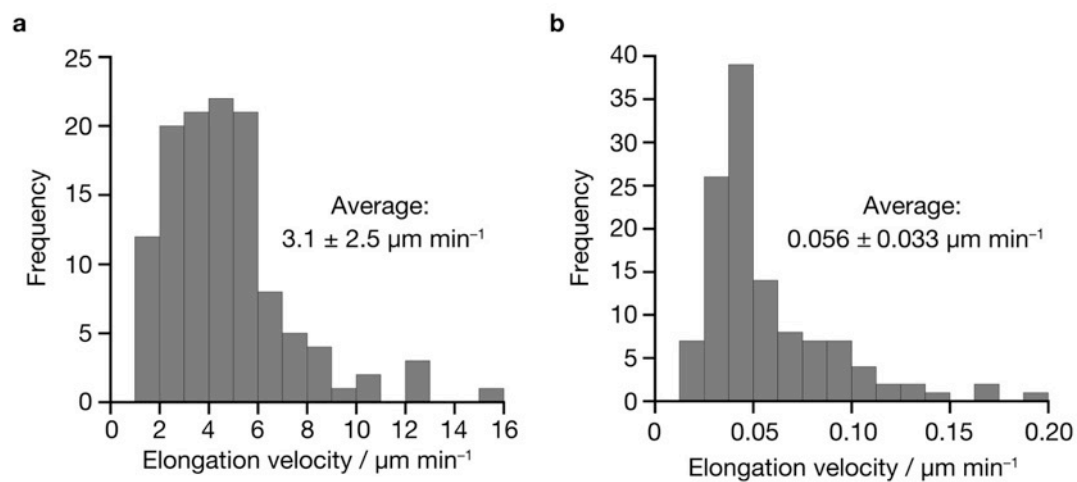 a
25
20
15
10
5
0
Frequency
Average:
3.1 ± 2.5 µm min⁻¹
0 2 4 6 8 10 12 14 16
Elongation velocity / µm min⁻¹
b
40
35
30
25
20
15
10
5
0
Frequency
Average:
0.056 ± 0.033 µm min⁻¹
0 0.05 0.10 0.15 0.20
Elongation velocity / µm min⁻¹